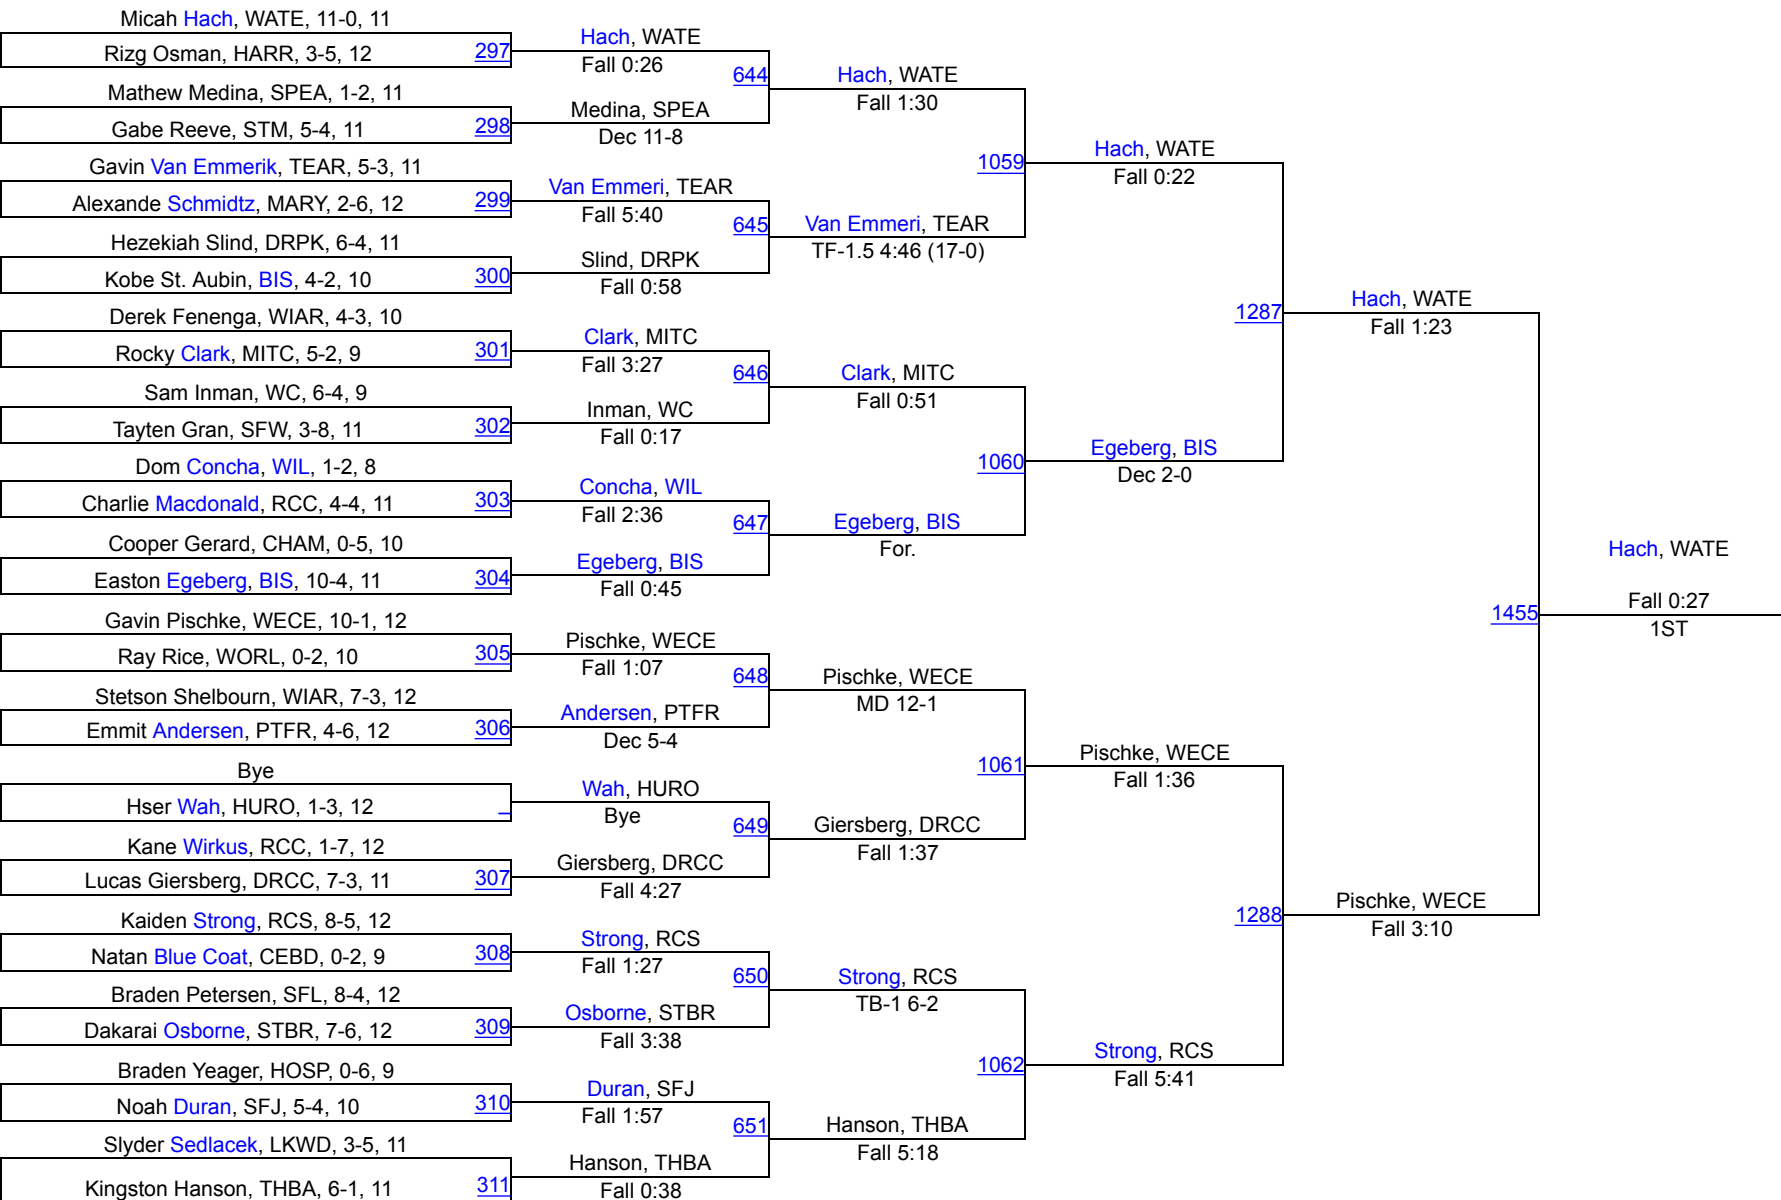 Micah Hach, WATE, 11-0, 11
Rizg Osman, HARR, 3-5, 12
297
Mathew Medina, SPEA, 1-2, 11
Gabe Reeve, STM, 5-4, 11
298
Gavin Van Emmerik, TEAR, 5-3, 11
Alexande Schmidtz, MARY, 2-6, 12
299
Hezekiah Slind, DRPK, 6-4, 11
Kobe St. Aubin, BIS, 4-2, 10
300
Derek Fenenga, WIAR, 4-3, 10
Rocky Clark, MITC, 5-2, 9
301
Sam Inman, WC, 6-4, 9
Tayten Gran, SFW, 3-8, 11
302
Dom Concha, WIL, 1-2, 8
Charlie Macdonald, RCC, 4-4, 11
303
Cooper Gerard, CHAM, 0-5, 10
Easton Egeberg, BIS, 10-4, 11
304
Gavin Pischke, WECE, 10-1, 12
Ray Rice, WORL, 0-2, 10
305
Stetson Shelbourn, WIAR, 7-3, 12
Emmit Andersen, PTFR, 4-6, 12
306
Bye
Hser Wah, HURO, 1-3, 12
Kane Wirkus, RCC, 1-7, 12
Lucas Giersberg, DRCC, 7-3, 11
307
Kaiden Strong, RCS, 8-5, 12
Natan Blue Coat, CEBD, 0-2, 9
308
Braden Petersen, SFL, 8-4, 12
Dakarai Osborne, STBR, 7-6, 12
309
Braden Yeager, HOSP, 0-6, 9
Noah Duran, SFJ, 5-4, 10
310
Slyder Sedlacek, LKWD, 3-5, 11
Kingston Hanson, THBA, 6-1, 11
311
Hach, WATE
Fall 0:26
644
Medina, SPEA
Dec 11-8
Van Emmeri, TEAR
Fall 5:40
645
Slind, DRPK
Fall 0:58
Clark, MITC
Fall 3:27
646
Inman, WC
Fall 0:17
Concha, WIL
Fall 2:36
647
Egeberg, BIS
Fall 0:45
Pischke, WECE
Fall 1:07
648
Andersen, PTFR
Dec 5-4
Wah, HURO
Bye
649
Giersberg, DRCC
Fall 4:27
Strong, RCS
Fall 1:27
650
Osborne, STBR
Fall 3:38
Duran, SFJ
Fall 1:57
651
Hanson, THBA
Fall 0:38
Hach, WATE
Fall 1:30
1059
Van Emmeri, TEAR
TF-1.5 4:46 (17-0)
Clark, MITC
Fall 0:51
1060
Egeberg, BIS
For.
Pischke, WECE
MD 12-1
1061
Giersberg, DRCC
Fall 1:37
Strong, RCS
TB-1 6-2
1062
Hanson, THBA
Fall 5:18
Hach, WATE
Fall 0:22
1287
Egeberg, BIS
Dec 2-0
Pischke, WECE
Fall 1:36
1288
Strong, RCS
Fall 5:41
Hach, WATE
Fall 1:23
1455
Pischke, WECE
Fall 3:10
Hach, WATE
Fall 0:27
1ST